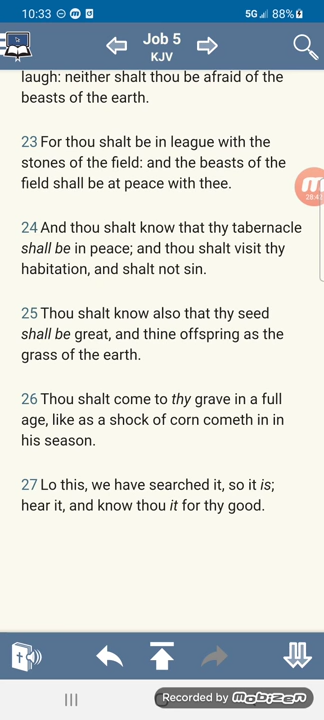 10:33
5G 88%
Job 5
KJV
laugh: neither shalt thou be afraid of the
beasts of the earth.
23 For thou shalt be in league with the
stones of the field: and the beasts of the
field shall be at peace with thee.
28:4
24 And thou shalt know that thy tabernacle
shall be in peace; and thou shalt visit thy
habitation, and shalt not sin.
25 Thou shalt know also that thy seed
shall be great, and thine offspring as the
grass of the earth.
26 Thou shalt come to thy grave in a full
age, like as a shock of corn cometh in in
his season.
27 Lo this, we have searched it, so it is;
hear it, and know thou it for thy good.
Recorded by mobizen